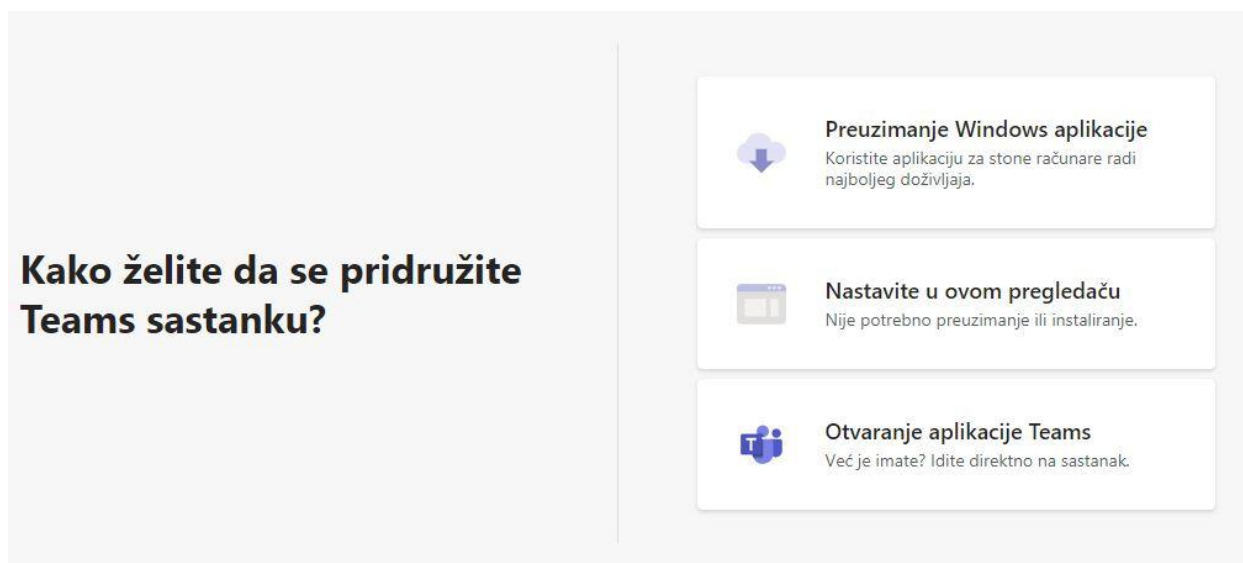 Kako želite da se pridružite
Teams sastanku?
Preuzimanje Windows aplikacije
Koristite aplikaciju za stone računare radi
najboljeg doživljaja.
Nastavite u ovom pregledaču
Nije potrebno preuzimanje ili instaliranje.
T
Otvaranje aplikacije Teams
Već je imate? Idite direktno na sastanak.